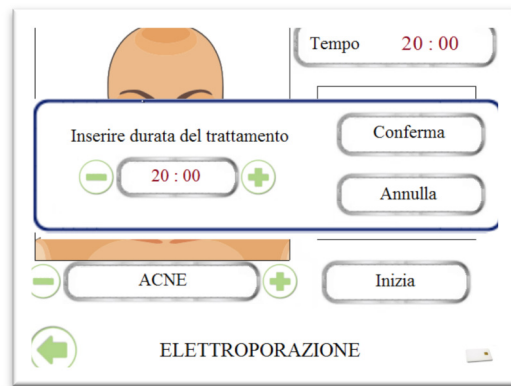 Tempo 20 : 00
Inserire durata del trattamento
Conferma
20 : 00
Annulla
ACNE
Inizia
ELETTROPORAZIONE